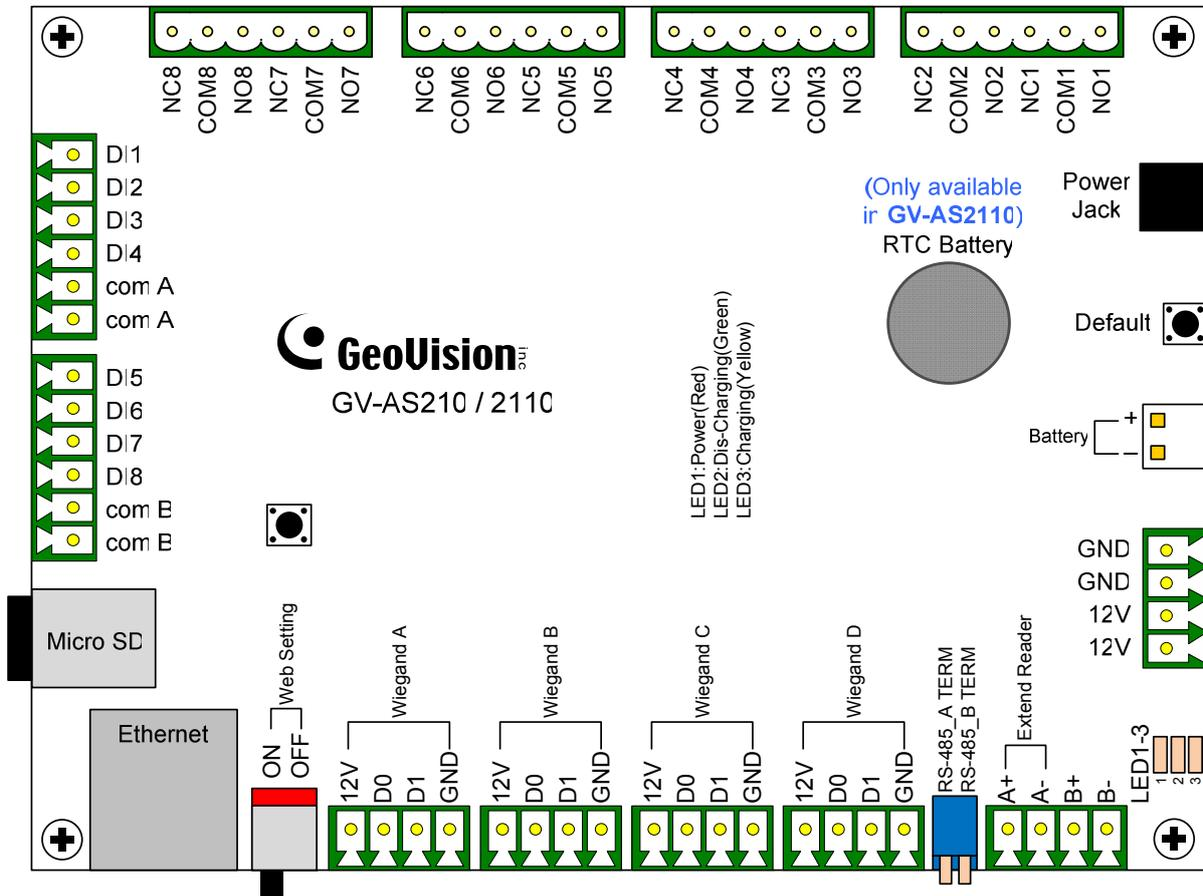 NC8 COM8 NO8 NC7 COM7 NO7
NC6 COM6 NO6 NC5 COM5 NO5
NC4 COM4 NO4 NC3 COM3 NO3
NC2 COM2 NO2 NC1 COM1 NO1
DI1
DI2
DI3
DI4
com A
com A
DI5
DI6
DI7
DI8
com B
com B
Micro SD
Ethernet
GeoVision inc
GV-AS210 / 2110
LED1:Power(Red)
LED2:Dis-Charging(Green)
LED3:Charging(Yellow)
(Only available
in GV-AS2110)
RTC Battery
Power
Jack
Default
Battery
+
–
GND
GND
12V
12V
Web Setting
ON
OFF
Wiegand A
12V D0 D1 GND
Wiegand B
12V D0 D1 GND
Wiegand C
12V D0 D1 GND
Wiegand D
12V D0 D1 GND
RS-485_A TERM
RS-485_B TERM
Extend Reader
A+ A- B+ B-
LED1-3
1 2 3